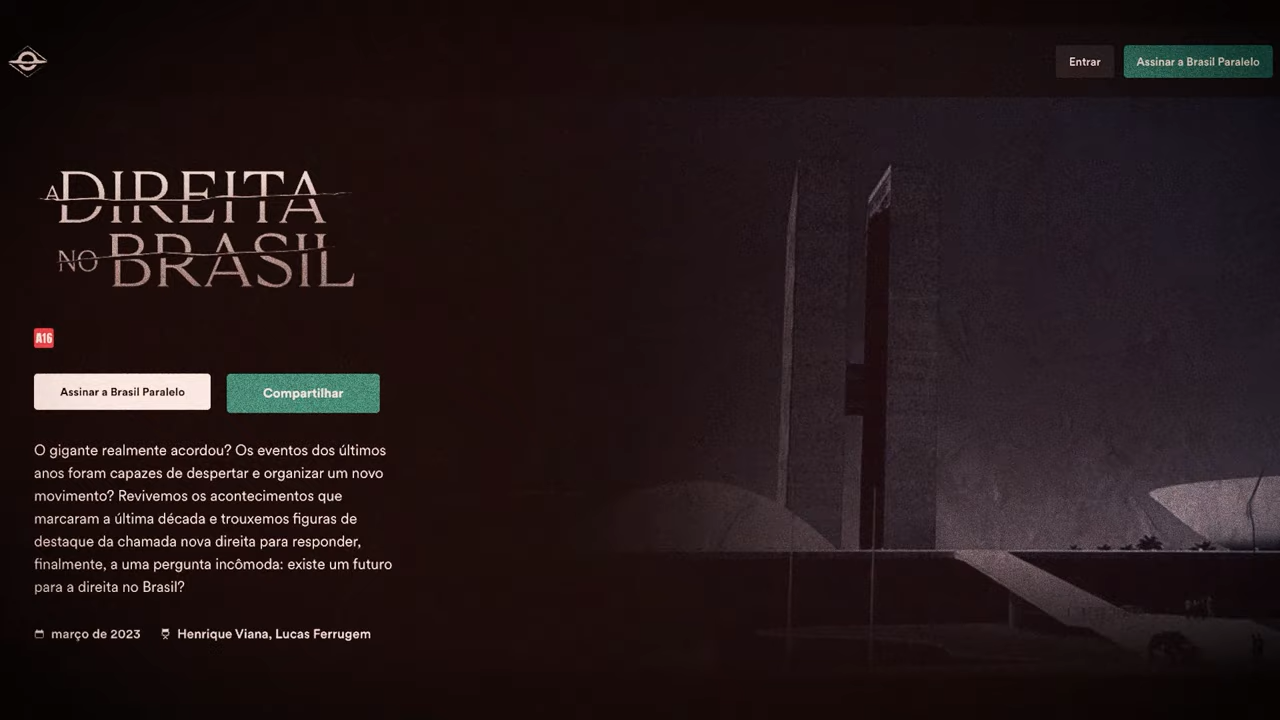 Entrar
Assinar a Brasil Paralelo
A DIREITA
NO BRASIL
A16
Assinar a Brasil Paralelo
Compartilhar
O gigante realmente acordou? Os eventos dos últimos
anos foram capazes de despertar e organizar um novo
movimento? Revivemos os acontecimentos que
marcaram a última década e trouxemos figuras de
destaque da chamada nova direita para responder,
finalmente, a uma pergunta incômoda: existe um futuro
para a direita no Brasil?
março de 2023
Henrique Viana, Lucas Ferrugem